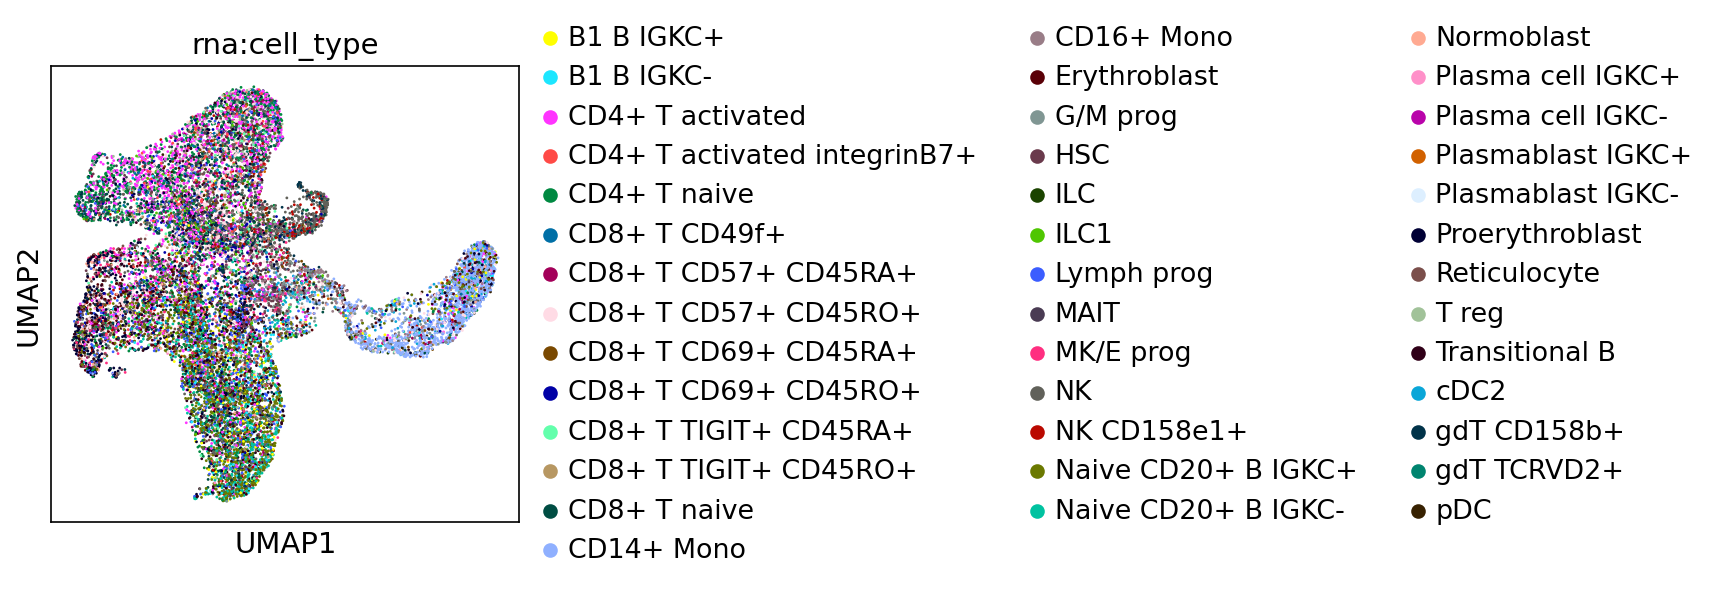 rna:cell_type
UMAP2
UMAP1
B1 B IGKC+
B1 B IGKC-
CD4+ T activated
CD4+ T activated integrinB7+
CD4+ T naive
CD8+ T CD49f+
CD8+ T CD57+ CD45RA+
CD8+ T CD57+ CD45RO+
CD8+ T CD69+ CD45RA+
CD8+ T CD69+ CD45RO+
CD8+ T TIGIT+ CD45RA+
CD8+ T TIGIT+ CD45RO+
CD8+ T naive
CD14+ Mono
CD16+ Mono
Erythroblast
G/M prog
HSC
ILC
ILC1
Lymph prog
MAIT
MK/E prog
NK
NK CD158e1+
Naive CD20+ B IGKC+
Naive CD20+ B IGKC-
Normoblast
Plasma cell IGKC+
Plasma cell IGKC-
Plasmablast IGKC+
Plasmablast IGKC-
Proerythroblast
Reticulocyte
T reg
Transitional B
cDC2
gdT CD158b+
gdT TCRVD2+
pDC